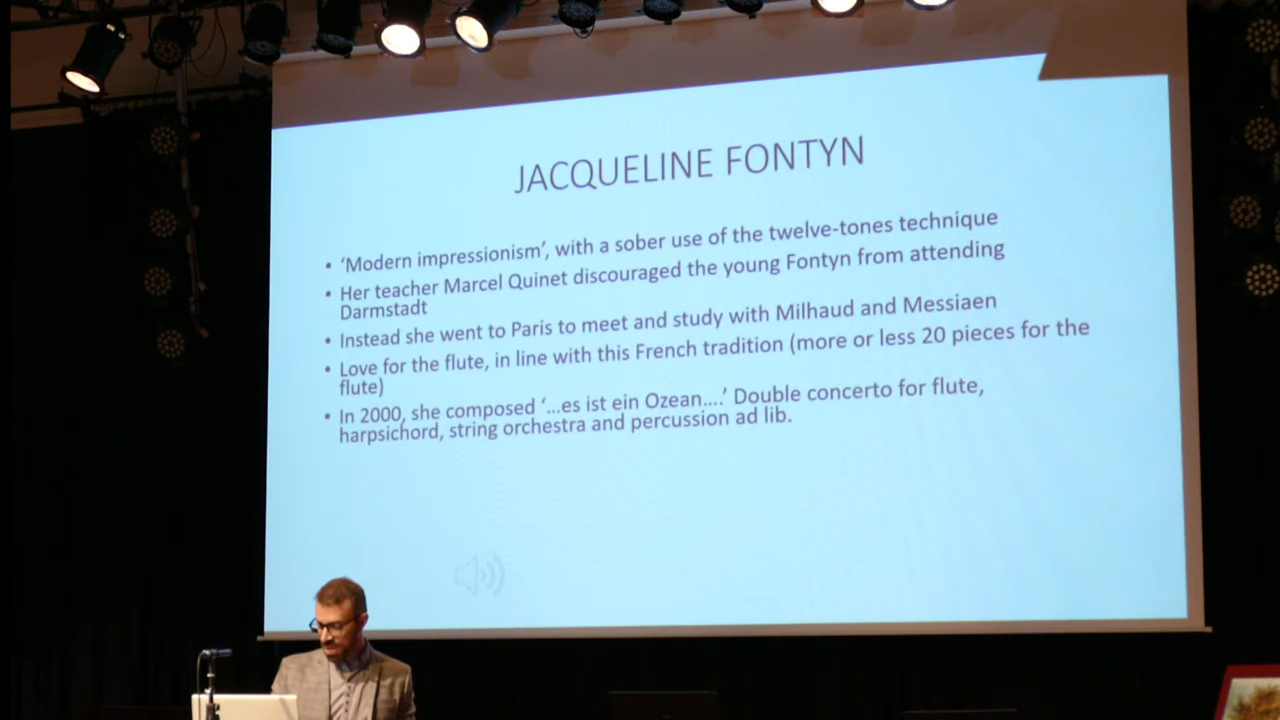 JACQUELINE FONTYN
• ‘Modern impressionism’, with a sober use of the twelve-tones technique
• Her teacher Marcel Quinet discouraged the young Fontyn from attending
Darmstadt
• Instead she went to Paris to meet and study with Milhaud and Messiaen
• Love for the flute, in line with this French tradition (more or less 20 pieces for the
flute)
• In 2000, she composed ‘…es ist ein Ozean….’ Double concerto for flute,
harpsichord, string orchestra and percussion ad lib.